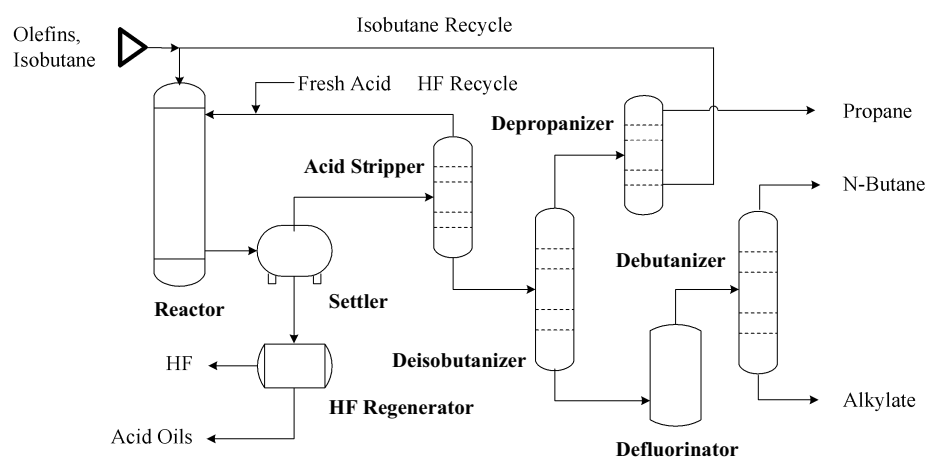 Isobutane Recycle
Olefins,
Isobutane
Fresh Acid
HF Recycle
Depropanizer
Propane
Acid Stripper
N-Butane
Debutanizer
Reactor
Settler
Deisobutanizer
HF
HF Regenerator
Alkylate
Acid Oils
Defluorinator